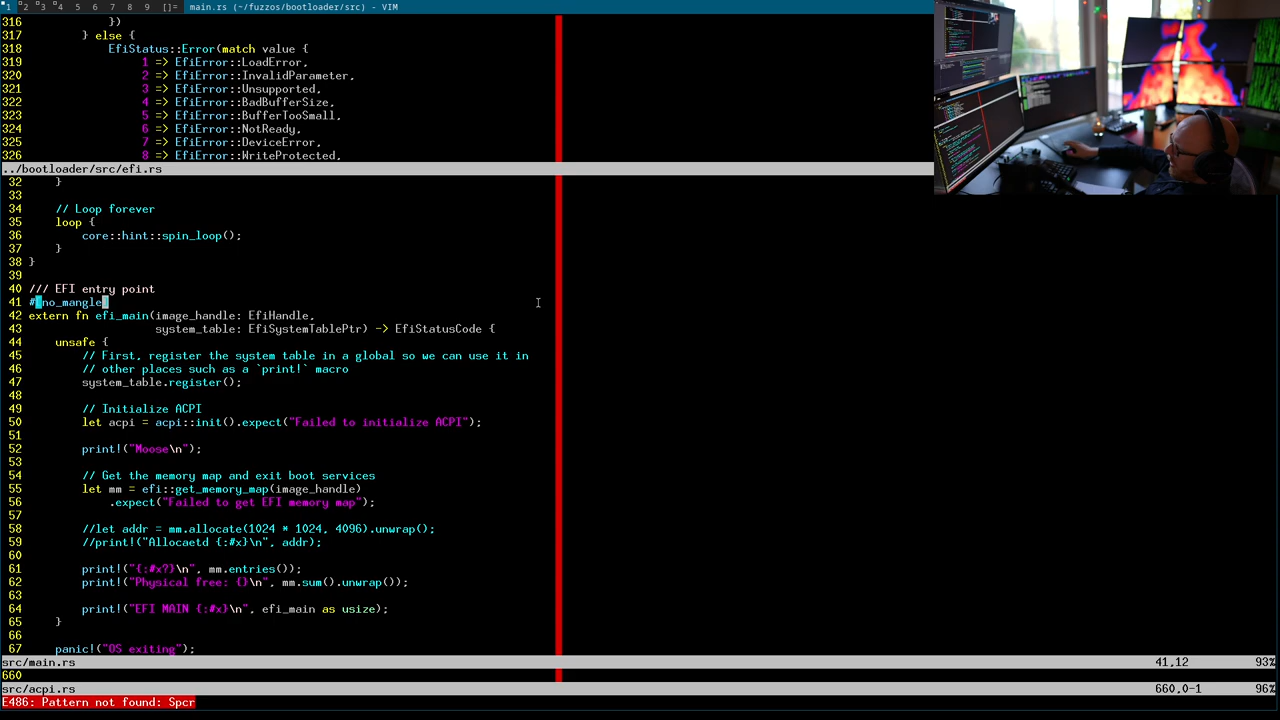 1 2 3 4 5 6 7 8 9 []= main.rs (~/fuzzos/bootloader/src) - VIM
316             })
317         } else {
318             EfiStatus::Error(match value {
319                  1 => EfiError::LoadError,
320                  2 => EfiError::InvalidParameter,
321                  3 => EfiError::Unsupported,
322                  4 => EfiError::BadBufferSize,
323                  5 => EfiError::BufferTooSmall,
324                  6 => EfiError::NotReady,
325                  7 => EfiError::DeviceError,
326                  8 => EfiError::WriteProtected,
../bootloader/src/efi.rs
32     }
33
34     // Loop forever
35     loop {
36         core::hint::spin_loop();
37     }
38 }
39
40 /// EFI entry point
41 #[no_mangle]
42 extern fn efi_main(image_handle: EfiHandle,
43                    system_table: EfiSystemTablePtr) -> EfiStatusCode {
44     unsafe {
45         // First, register the system table in a global so we can use it in
46         // other places such as a `print!` macro
47         system_table.register();
48
49         // Initialize ACPI
50         let acpi = acpi::init().expect("Failed to initialize ACPI");
51
52         print!("Moose\n");
53
54         // Get the memory map and exit boot services
55         let mm = efi::get_memory_map(image_handle)
56             .expect("Failed to get EFI memory map");
57
58         //let addr = mm.allocate(1024 * 1024, 4096).unwrap();
59         //print!("Allocaetd {:#x}\n", addr);
60
61         print!("{:#x?}\n", mm.entries());
62         print!("Physical free: {}\n", mm.sum().unwrap());
63
64         print!("EFI MAIN {:#x}\n", efi_main as usize);
65     }
66
67     panic!("OS exiting");
src/main.rs 41,12 93%
660
src/acpi.rs 660,0-1 96%
E486: Pattern not found: Spcr